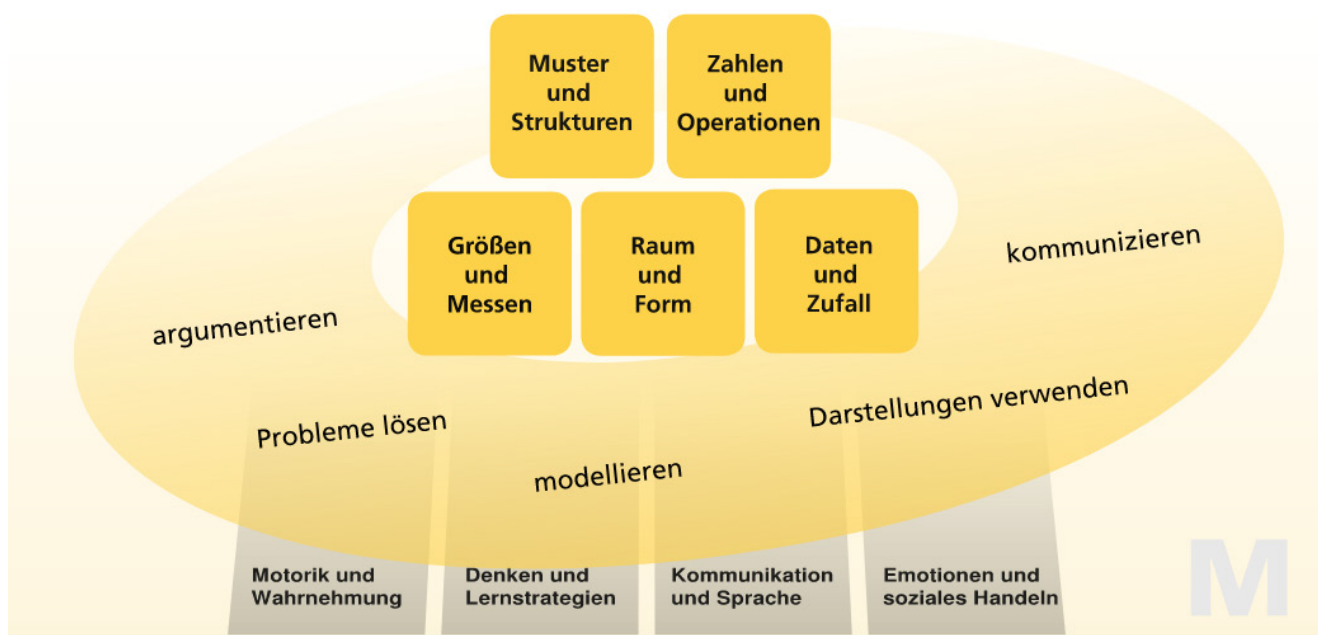 Muster
und
Strukturen
Zahlen
und
Operationen
Größen
und
Messen
Raum
und
Form
Daten
und
Zufall
kommunizieren
argumentieren
Darstellungen verwenden
Probleme lösen
modellieren
Motorik und
Wahrnehmung
Denken und
Lernstrategien
Kommunikation
und Sprache
Emotionen und
soziales Handeln
M